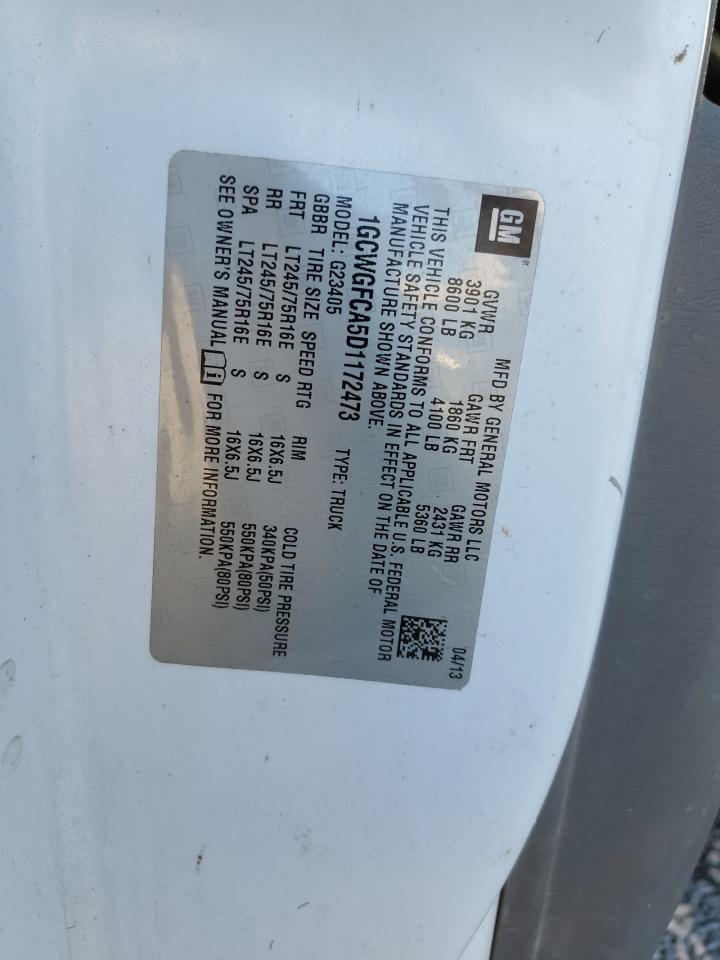 GM
MFD BY GENERAL MOTORS LLC
04/13
GVWR GAWR FRT GAWR RR
3901 KG 1860 KG 2431 KG
8600 LB 4100 LB 5360 LB
THIS VEHICLE CONFORMS TO ALL APPLICABLE U.S. FEDERAL MOTOR
VEHICLE SAFETY STANDARDS IN EFFECT ON THE DATE OF
MANUFACTURE SHOWN ABOVE.
1GCWGFCA5D1172473 TYPE: TRUCK
MODEL: G23405
GBBR TIRE SIZE SPEED RTG RIM COLD TIRE PRESSURE
FRT LT245/75R16E S 16X6.5J 340KPA(50PSI)
RR LT245/75R16E S 16X6.5J 550KPA(80PSI)
SPA LT245/75R16E S 16X6.5J 550KPA(80PSI)
SEE OWNER'S MANUAL FOR MORE INFORMATION.